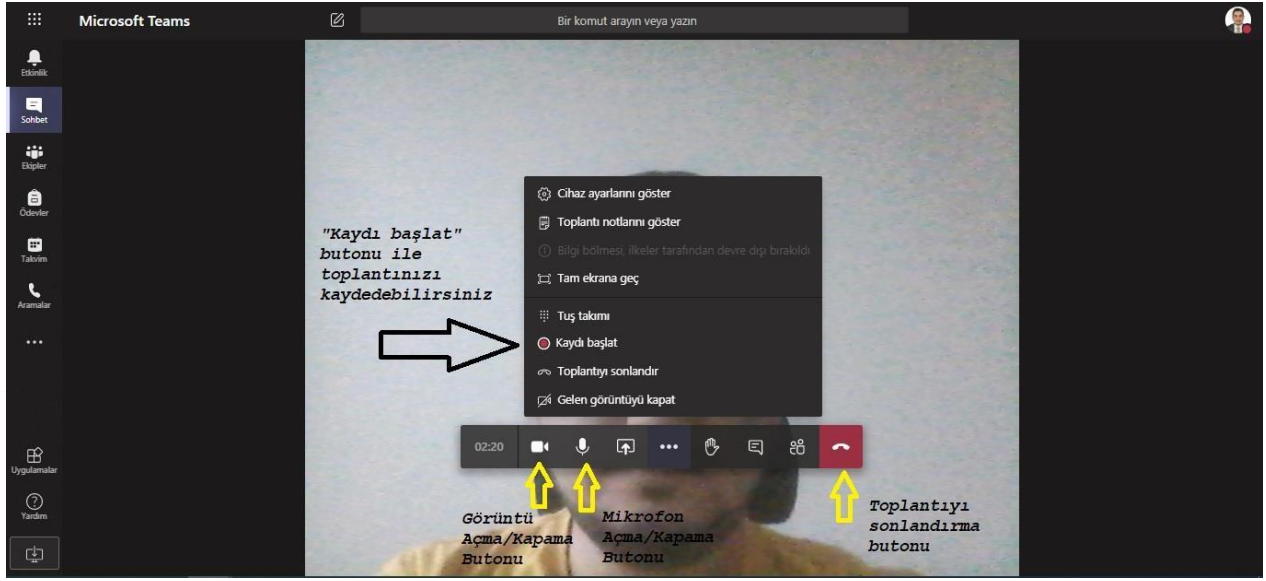 Microsoft Teams
Bir komut arayın veya yazın
Etkinlik
Sohbet
Ekipler
Ödevler
Takvim
Aramalar
Uygulamalar
Yardım
Cihaz ayarlarını göster
Toplantı notlarını göster
Bilgi bölmesi, ilkeler tarafından devre dışı bırakıldı
Tam ekrana geç
Tuş takımı
Kaydı başlat
Toplantıyı sonlandır
Gelen görüntüyü kapat
"Kaydı başlat"
butonu ile
toplantınızı
kaydedebilirsiniz
02:20
Görüntü
Açma/Kapama
Butonu
Mikrofon
Açma/Kapama
Butonu
Toplantıyı
sonlandırma
butonu